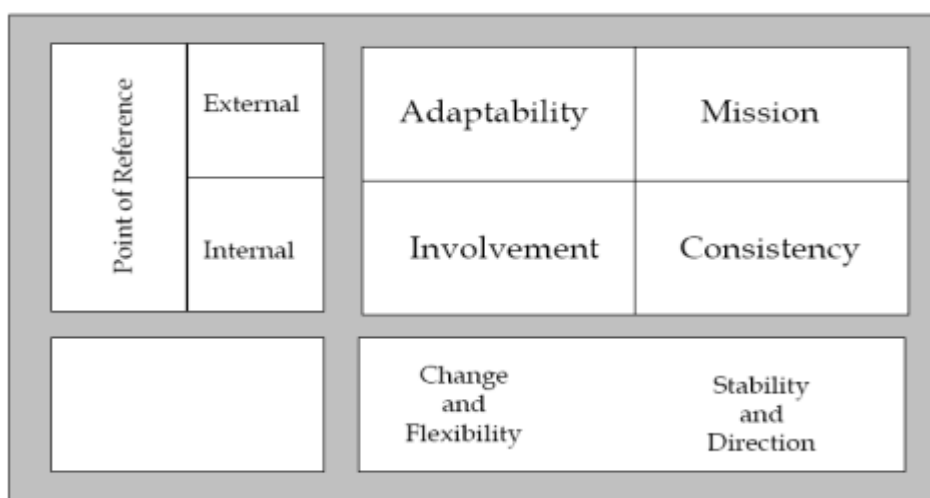 Point of Reference
External
Internal
Adaptability
Mission
Involvement
Consistency
Change
and
Flexibility
Stability
and
Direction